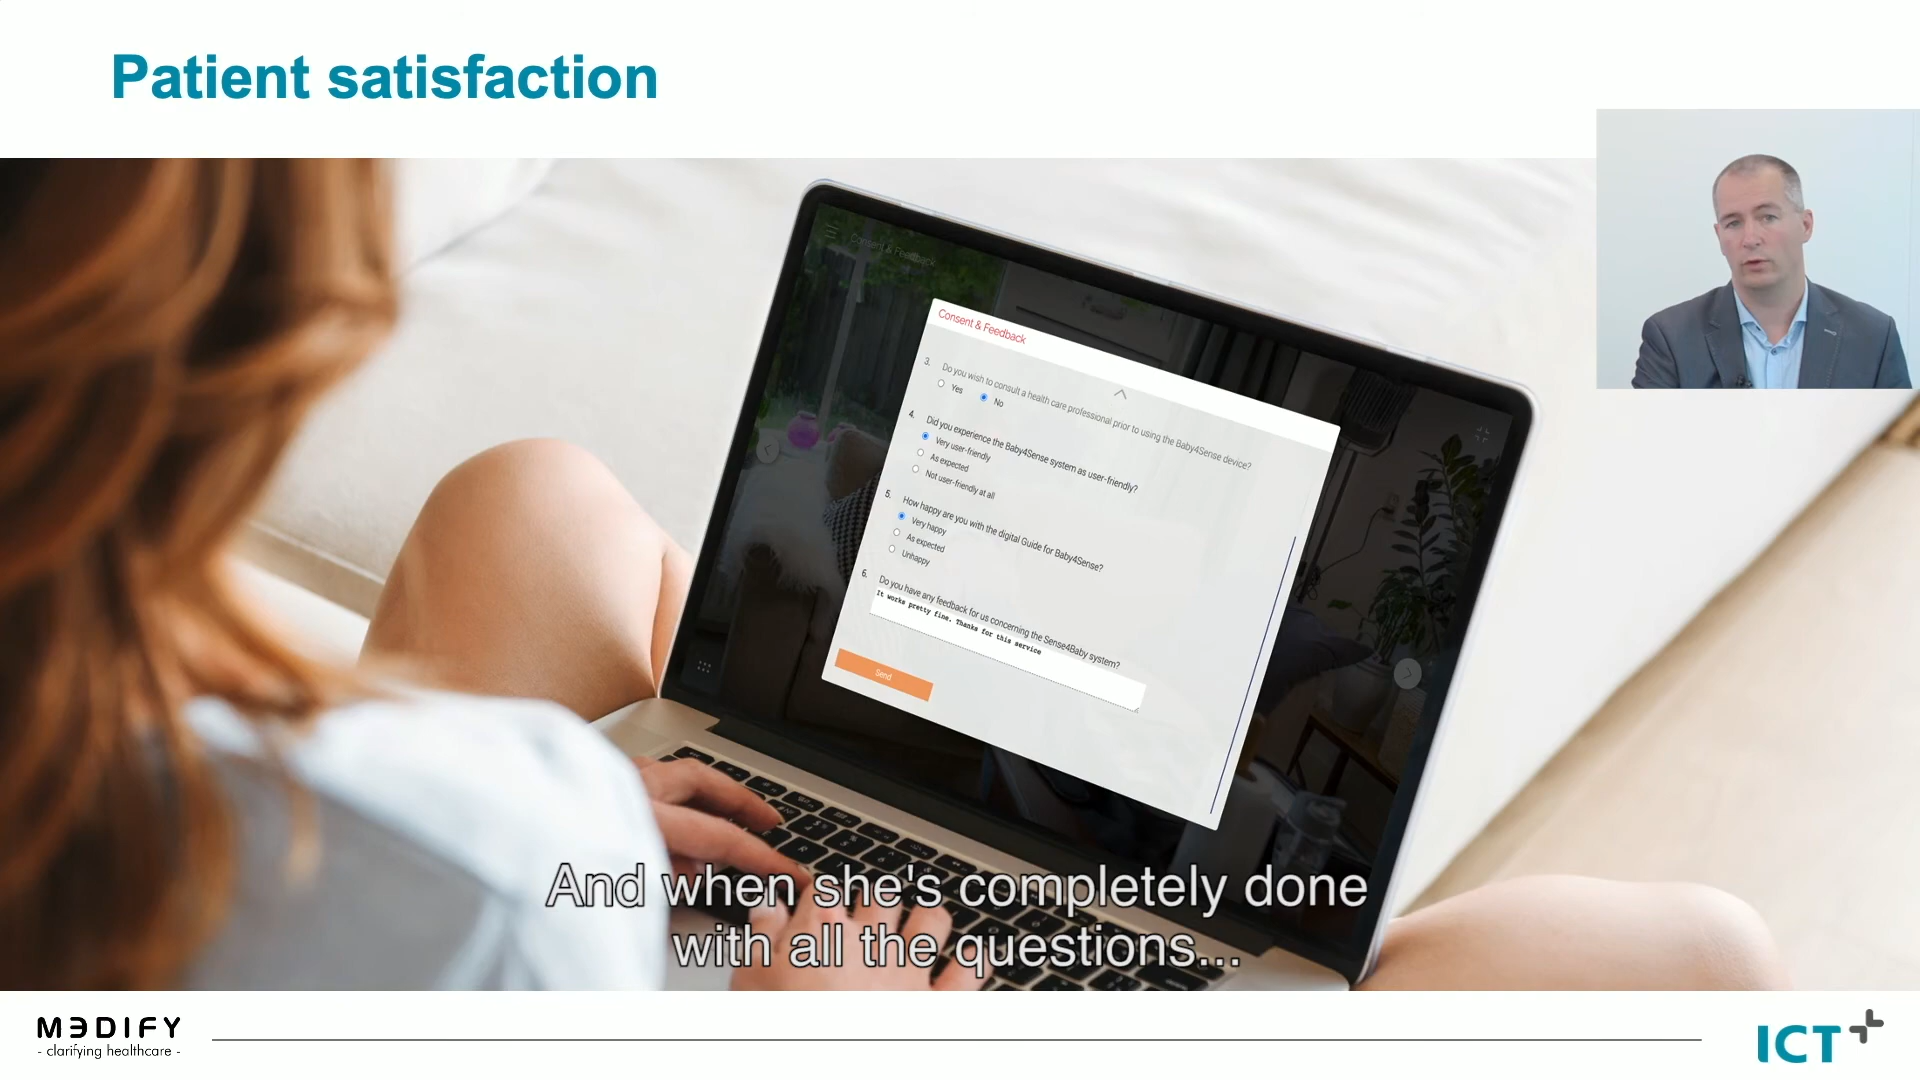 Patient satisfaction
Consent & Feedback
Consent & Feedback
3. Do you wish to consult a health care professional prior to using the Baby4Sense device?
Yes No
4. Did you experience the Baby4Sense system as user-friendly?
Very user-friendly
As expected
Not user-friendly at all
5. How happy are you with the digital Guide for Baby4Sense?
Very happy
As expected
Unhappy
6. Do you have any feedback for us concerning the Sense4Baby system?
It works pretty fine. Thanks for this service
Send
And when she's completely done
with all the questions...
MƎDIFY
- clarifying healthcare -
ICT+